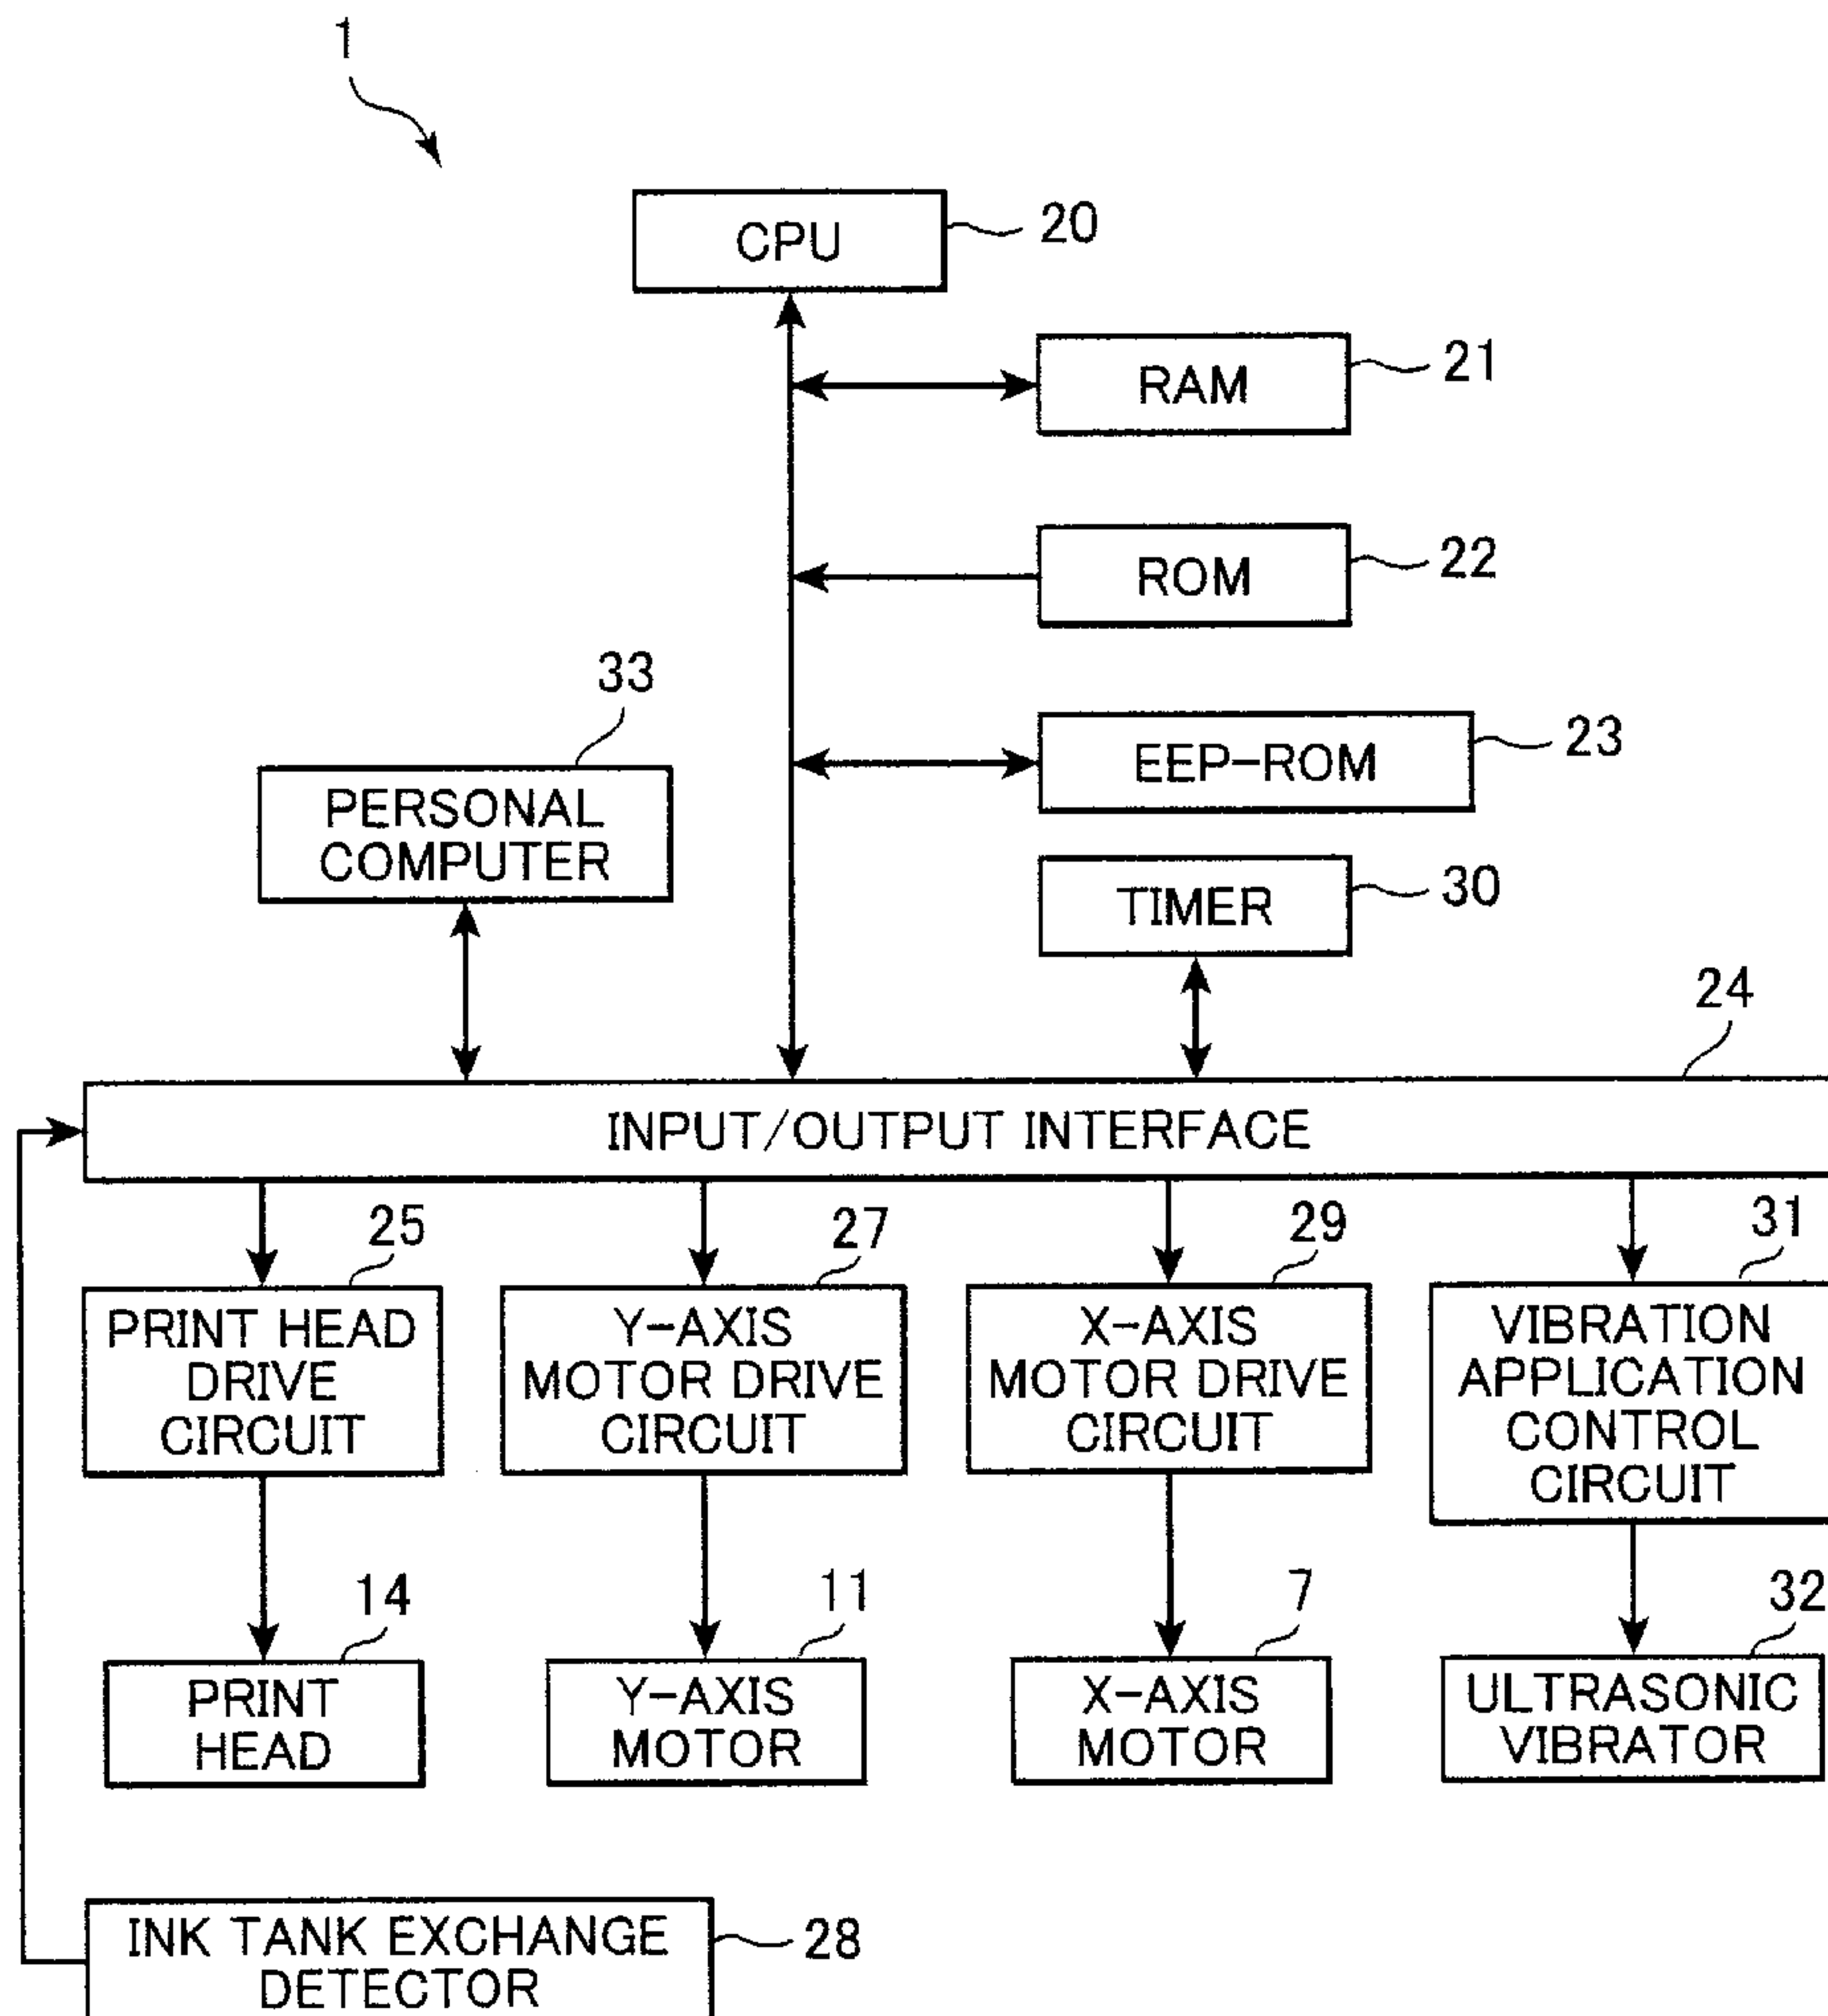 1
CPU
20
RAM
21
ROM
22
33
EEP-ROM
23
PERSONAL
COMPUTER
TIMER
30
24
INPUT/OUTPUT INTERFACE
25
27
29
31
PRINT HEAD
DRIVE
CIRCUIT
Y-AXIS
MOTOR DRIVE
CIRCUIT
X-AXIS
MOTOR DRIVE
CIRCUIT
VIBRATION
APPLICATION
CONTROL
CIRCUIT
14
11
7
32
PRINT
HEAD
Y-AXIS
MOTOR
X-AXIS
MOTOR
ULTRASONIC
VIBRATOR
INK TANK EXCHANGE
DETECTOR
28